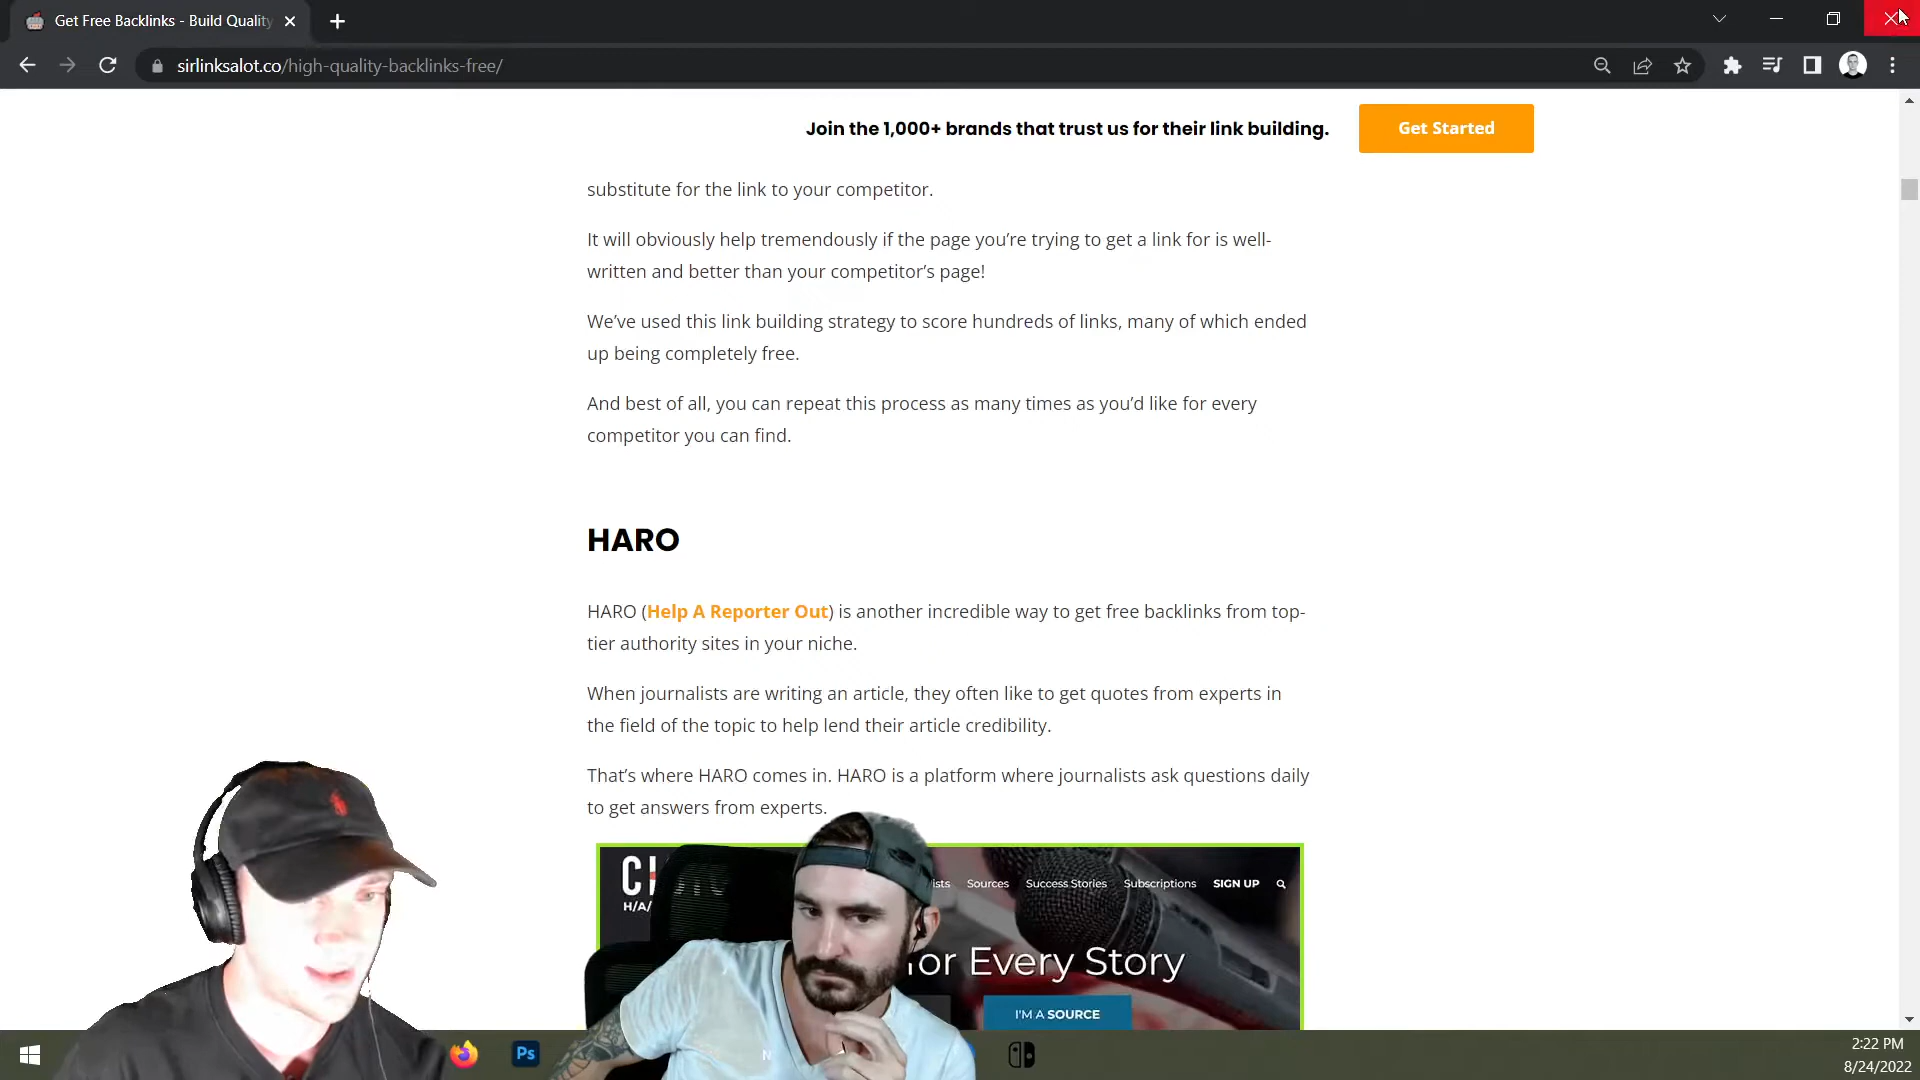 Get Free Backlinks - Build Quality
sirlinksalot.co/high-quality-backlinks-free/
Join the 1,000+ brands that trust us for their link building.
Get Started
substitute for the link to your competitor.
It will obviously help tremendously if the page you’re trying to get a link for is well-
written and better than your competitor’s page!
We’ve used this link building strategy to score hundreds of links, many of which ended
up being completely free.
And best of all, you can repeat this process as many times as you’d like for every
competitor you can find.
HARO
HARO (Help A Reporter Out) is another incredible way to get free backlinks from top-
tier authority sites in your niche.
When journalists are writing an article, they often like to get quotes from experts in
the field of the topic to help lend their article credibility.
That’s where HARO comes in. HARO is a platform where journalists ask questions daily
to get answers from experts.
Sources Success Stories Subscriptions SIGN UP
H/A/
Every Story
I'M A SOURCE
Ps
N
2:22 PM
8/24/2022